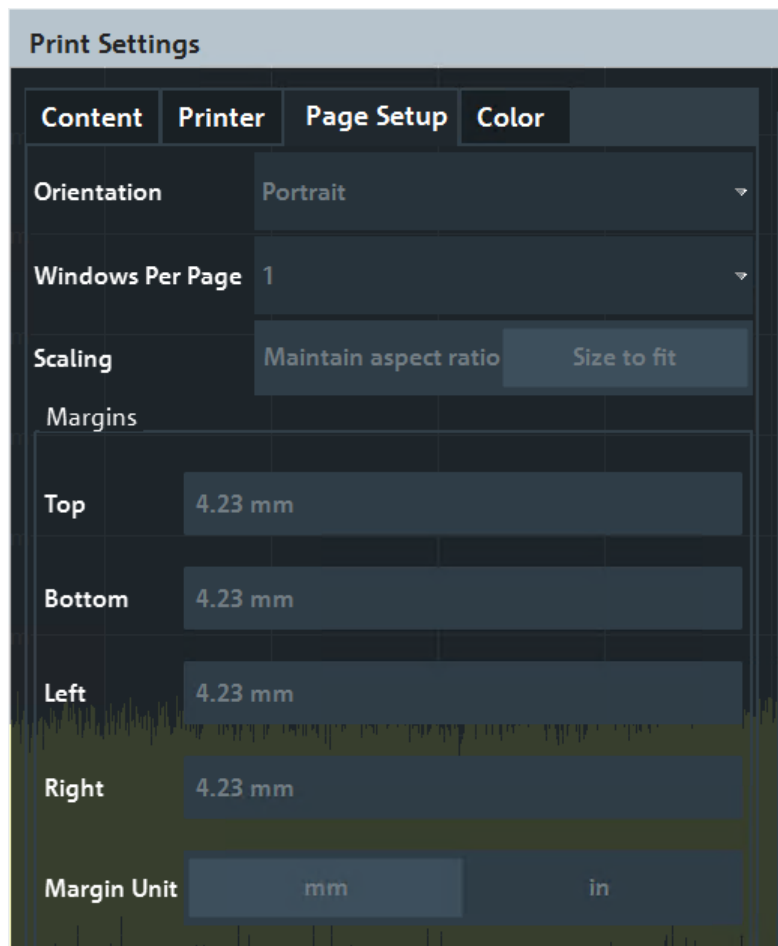 Print Settings
Content Printer Page Setup Color
Orientation Portrait
Windows Per Page 1
Scaling Maintain aspect ratio Size to fit
Margins
Top 4.23 mm
Bottom 4.23 mm
Left 4.23 mm
Right 4.23 mm
Margin Unit mm in